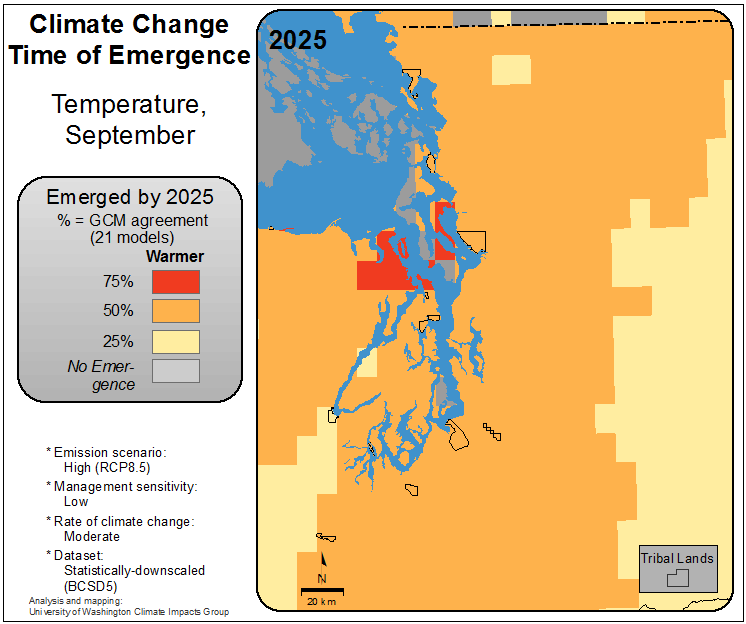 Climate Change
Time of Emergence
Temperature,
September
Emerged by 2025
% = GCM agreement
(21 models)
Warmer
75%
50%
25%
No Emer-
gence
* Emission scenario:
High (RCP8.5)
* Management sensitivity:
Low
* Rate of climate change:
Moderate
* Dataset:
Statistically-downscaled
(BCSD5)
Analysis and mapping:
University of Washington Climate Impacts Group
2025
N
20 km
Tribal Lands